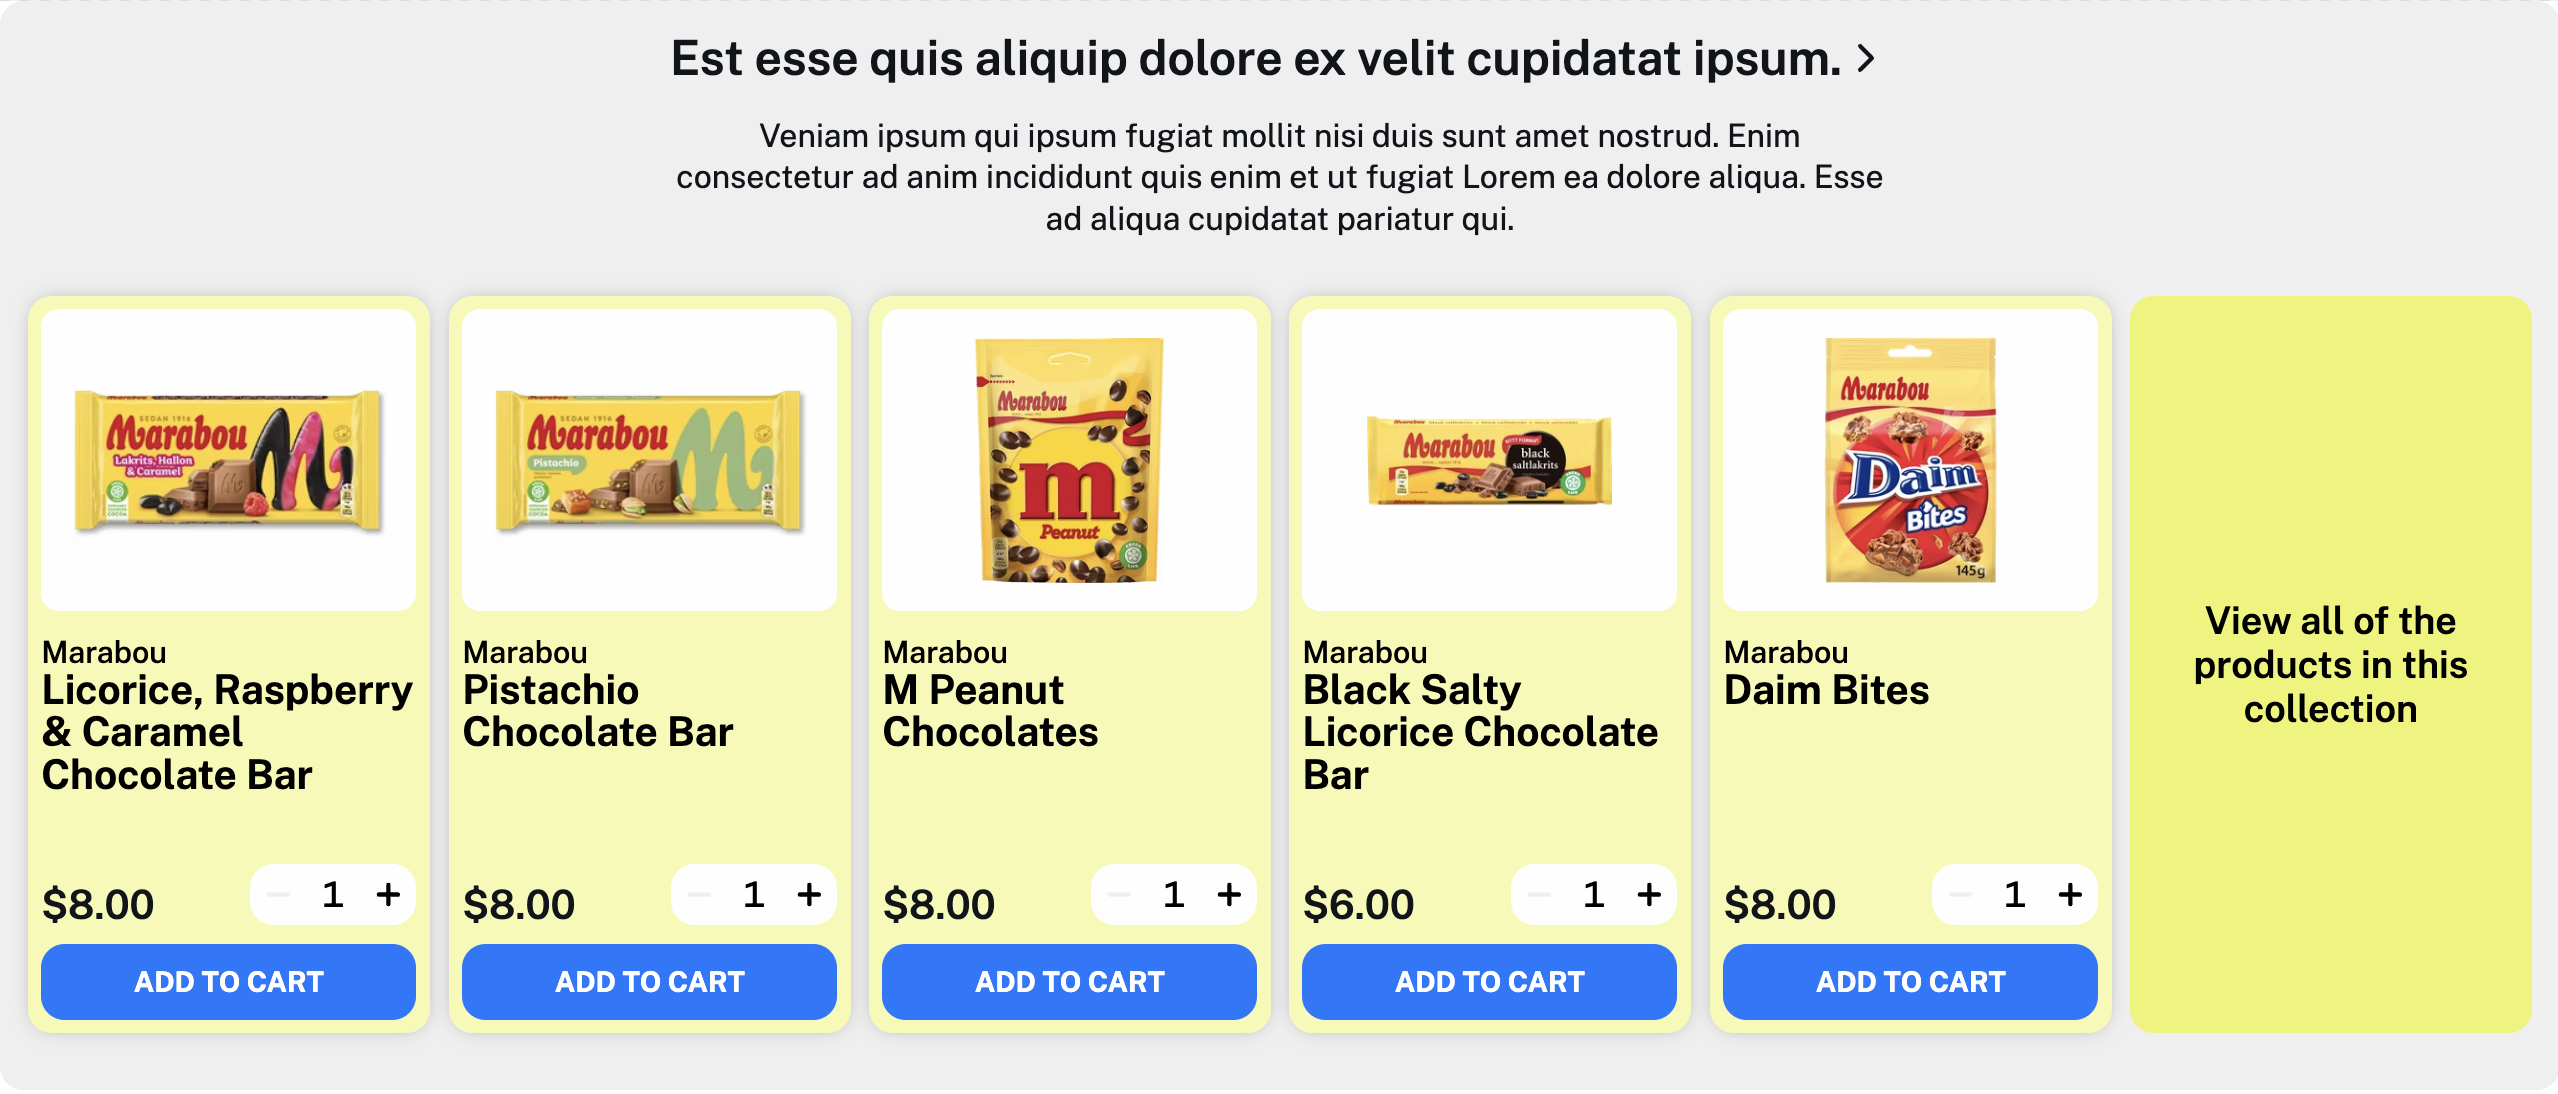 Est esse quis aliquip dolore ex velit cupidatat ipsum.
Veniam ipsum qui ipsum fugiat mollit nisi duis sunt amet nostrud. Enim
consectetur ad anim incididunt quis enim et ut fugiat Lorem ea dolore aliqua. Esse
ad aliqua cupidatat pariatur qui.
SEDAN 1916
Marabou
Lakrits, Hallon
& Caramel
Marabou
Licorice, Raspberry
& Caramel
Chocolate Bar
$8.00
1
ADD TO CART
SEDAN 1916
Marabou
Pistachio
Marabou
Pistachio
Chocolate Bar
$8.00
1
ADD TO CART
Marabou
m
Peanut
Marabou
M Peanut
Chocolates
$8.00
1
ADD TO CART
Marabou
NYTT FORMAT
black
saltlakrits
Marabou
Black Salty
Licorice Chocolate
Bar
$6.00
1
ADD TO CART
Marabou
Daim
Bites
145g
Marabou
Daim Bites
$8.00
1
ADD TO CART
View all of the
products in this
collection